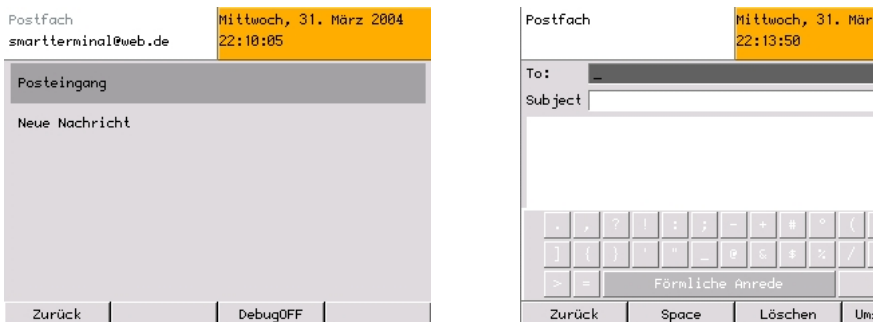 Postfach
smartterminal@web.de
Mittwoch, 31. März 2004
22:10:05
Posteingang
Neue Nachricht
Zurück DebugOFF
Postfach
Mittwoch, 31. Mär
22:13:50
To: _
Subject
. , ? ! : ; - + # ° (
] { } ' " _ @ & $ % /
> = Förmliche Anrede
Zurück Space Löschen Um